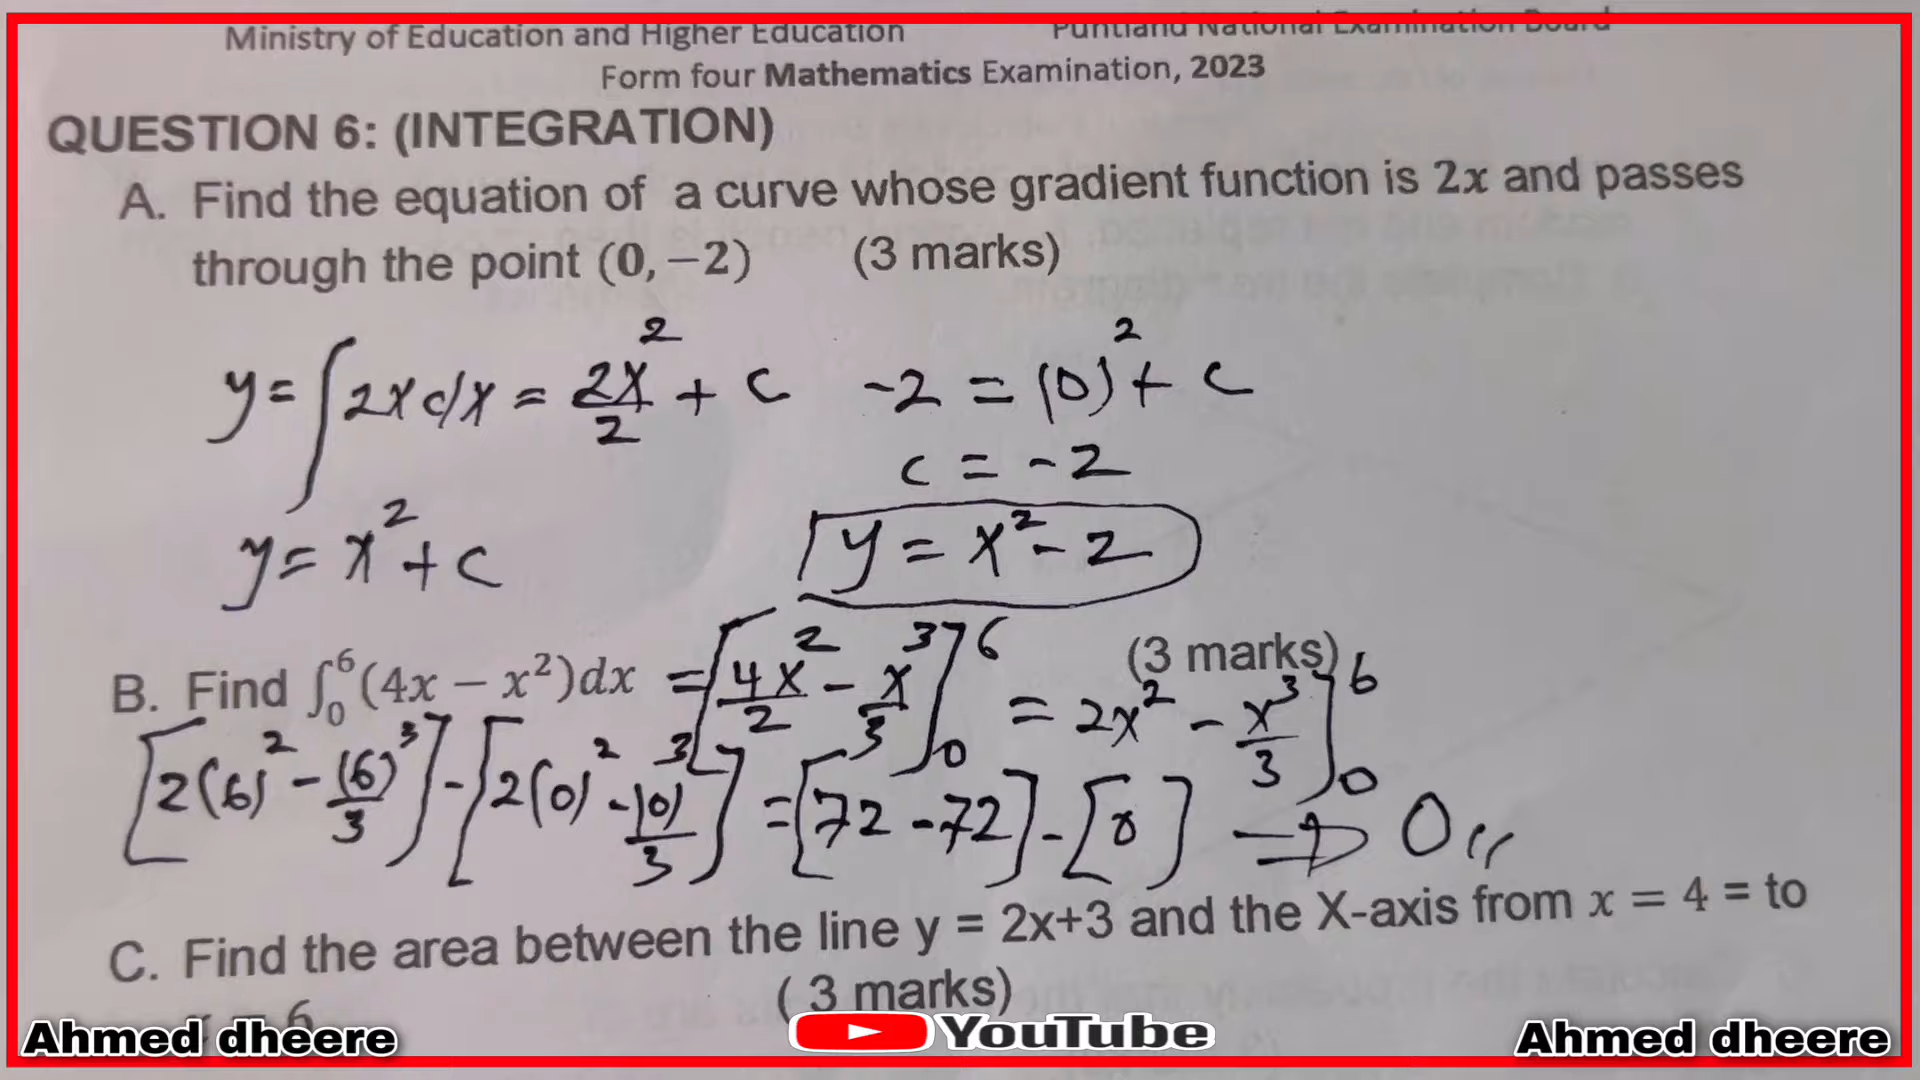 Ministry of Education and Higher Education Puntland National Examination Board
Form four Mathematics Examination, 2023
QUESTION 6: (INTEGRATION)
A. Find the equation of a curve whose gradient function is 2x and passes
through the point (0, −2) (3 marks)
y = ∫2x dx = 2x²/2 + c -2 = (0)² + c
c = -2
y = x² + c y = x² - 2
B. Find ∫₀⁶(4x − x²)dx = [4x²/2 - x³/3]₀⁶ = 2x² - x³/3]₀⁶ (3 marks)
[2(6)² - (6)³/3] - [2(0)² - (0)³/3] = [72 - 72] - [0] ⇒ 0,,
C. Find the area between the line y = 2x+3 and the X-axis from x = 4 = to
( 3 marks)
6
Ahmed dheere YouTube Ahmed dheere